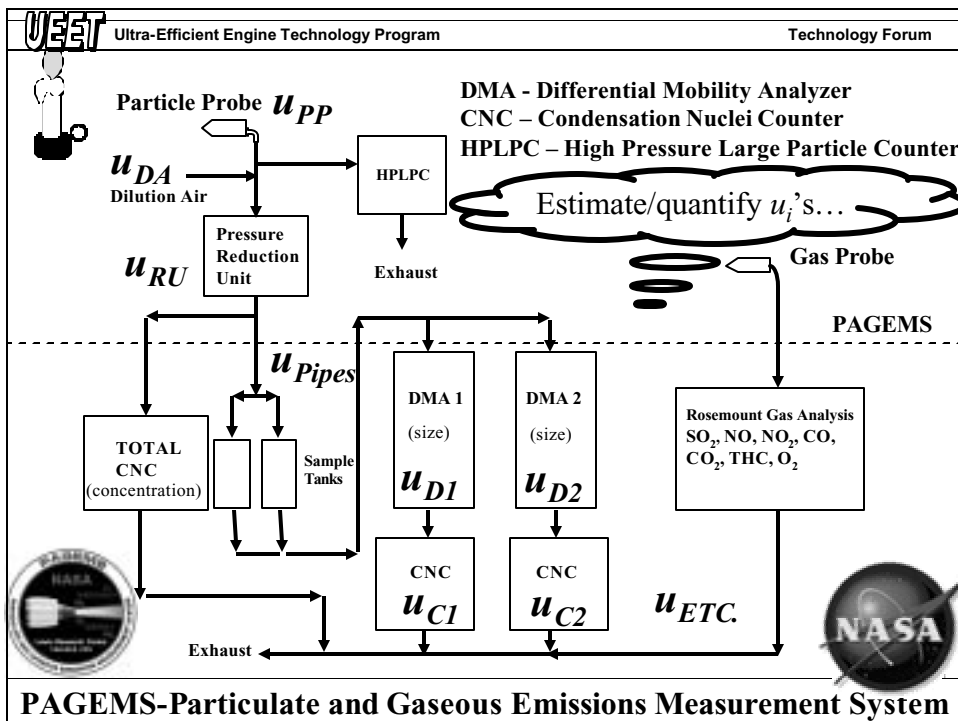 UEET Ultra-Efficient Engine Technology Program Technology Forum
Particle Probe u_PP
DMA - Differential Mobility Analyzer
CNC – Condensation Nuclei Counter
HPLPC – High Pressure Large Particle Counter
u_DA
Dilution Air
HPLPC
Estimate/quantify u_i's…
Pressure
Reduction
Unit
u_RU
Exhaust
Gas Probe
PAGEMS
u_Pipes
DMA 1
(size)
u_D1
DMA 2
(size)
u_D2
Rosemount Gas Analysis
SO₂, NO, NO₂, CO,
CO₂, THC, O₂
TOTAL
CNC
(concentration)
Sample
Tanks
CNC
u_C1
CNC
u_C2
u_ETC.
PAGEMS
NASA
NASA
Exhaust
PAGEMS-Particulate and Gaseous Emissions Measurement System